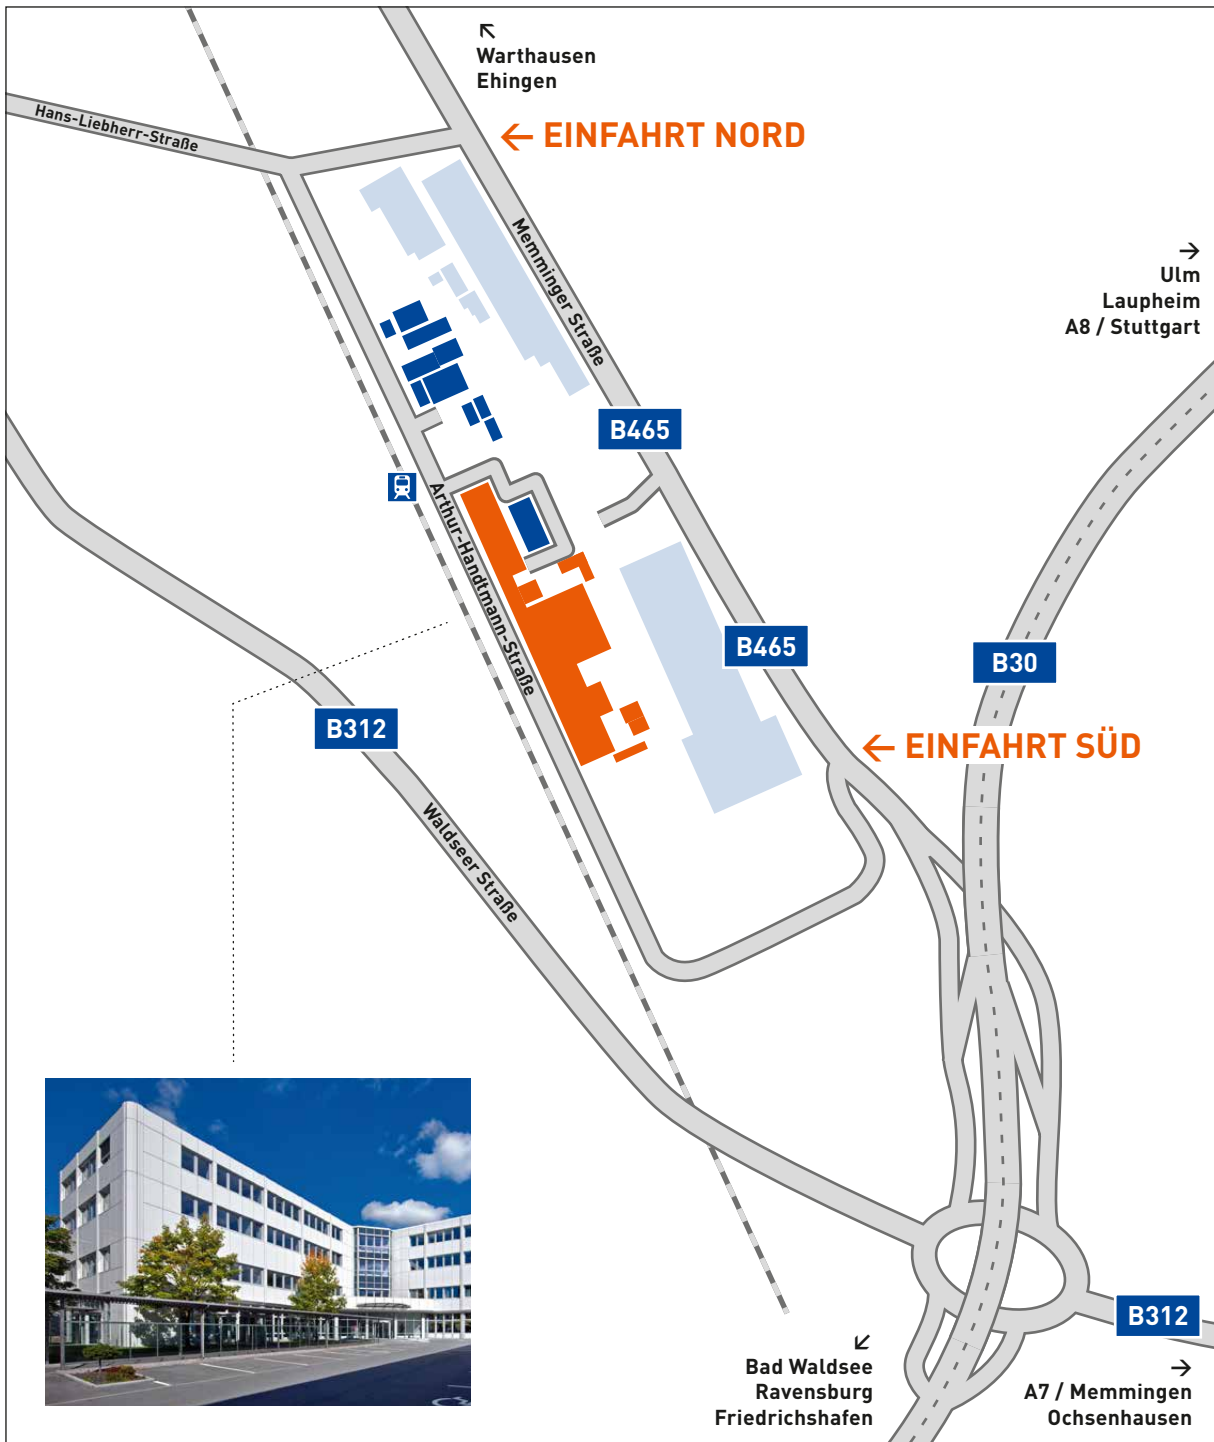 Warthausen
Ehingen
Hans-Liebherr-Straße
← EINFAHRT NORD
Memminger Straße
Ulm
Laupheim
A8 / Stuttgart
B465
Arthur-Handtmann-Straße
B465
B30
B312
← EINFAHRT SÜD
Waldseer Straße
B312
Bad Waldsee
Ravensburg
Friedrichshafen
A7 / Memmingen
Ochsenhausen